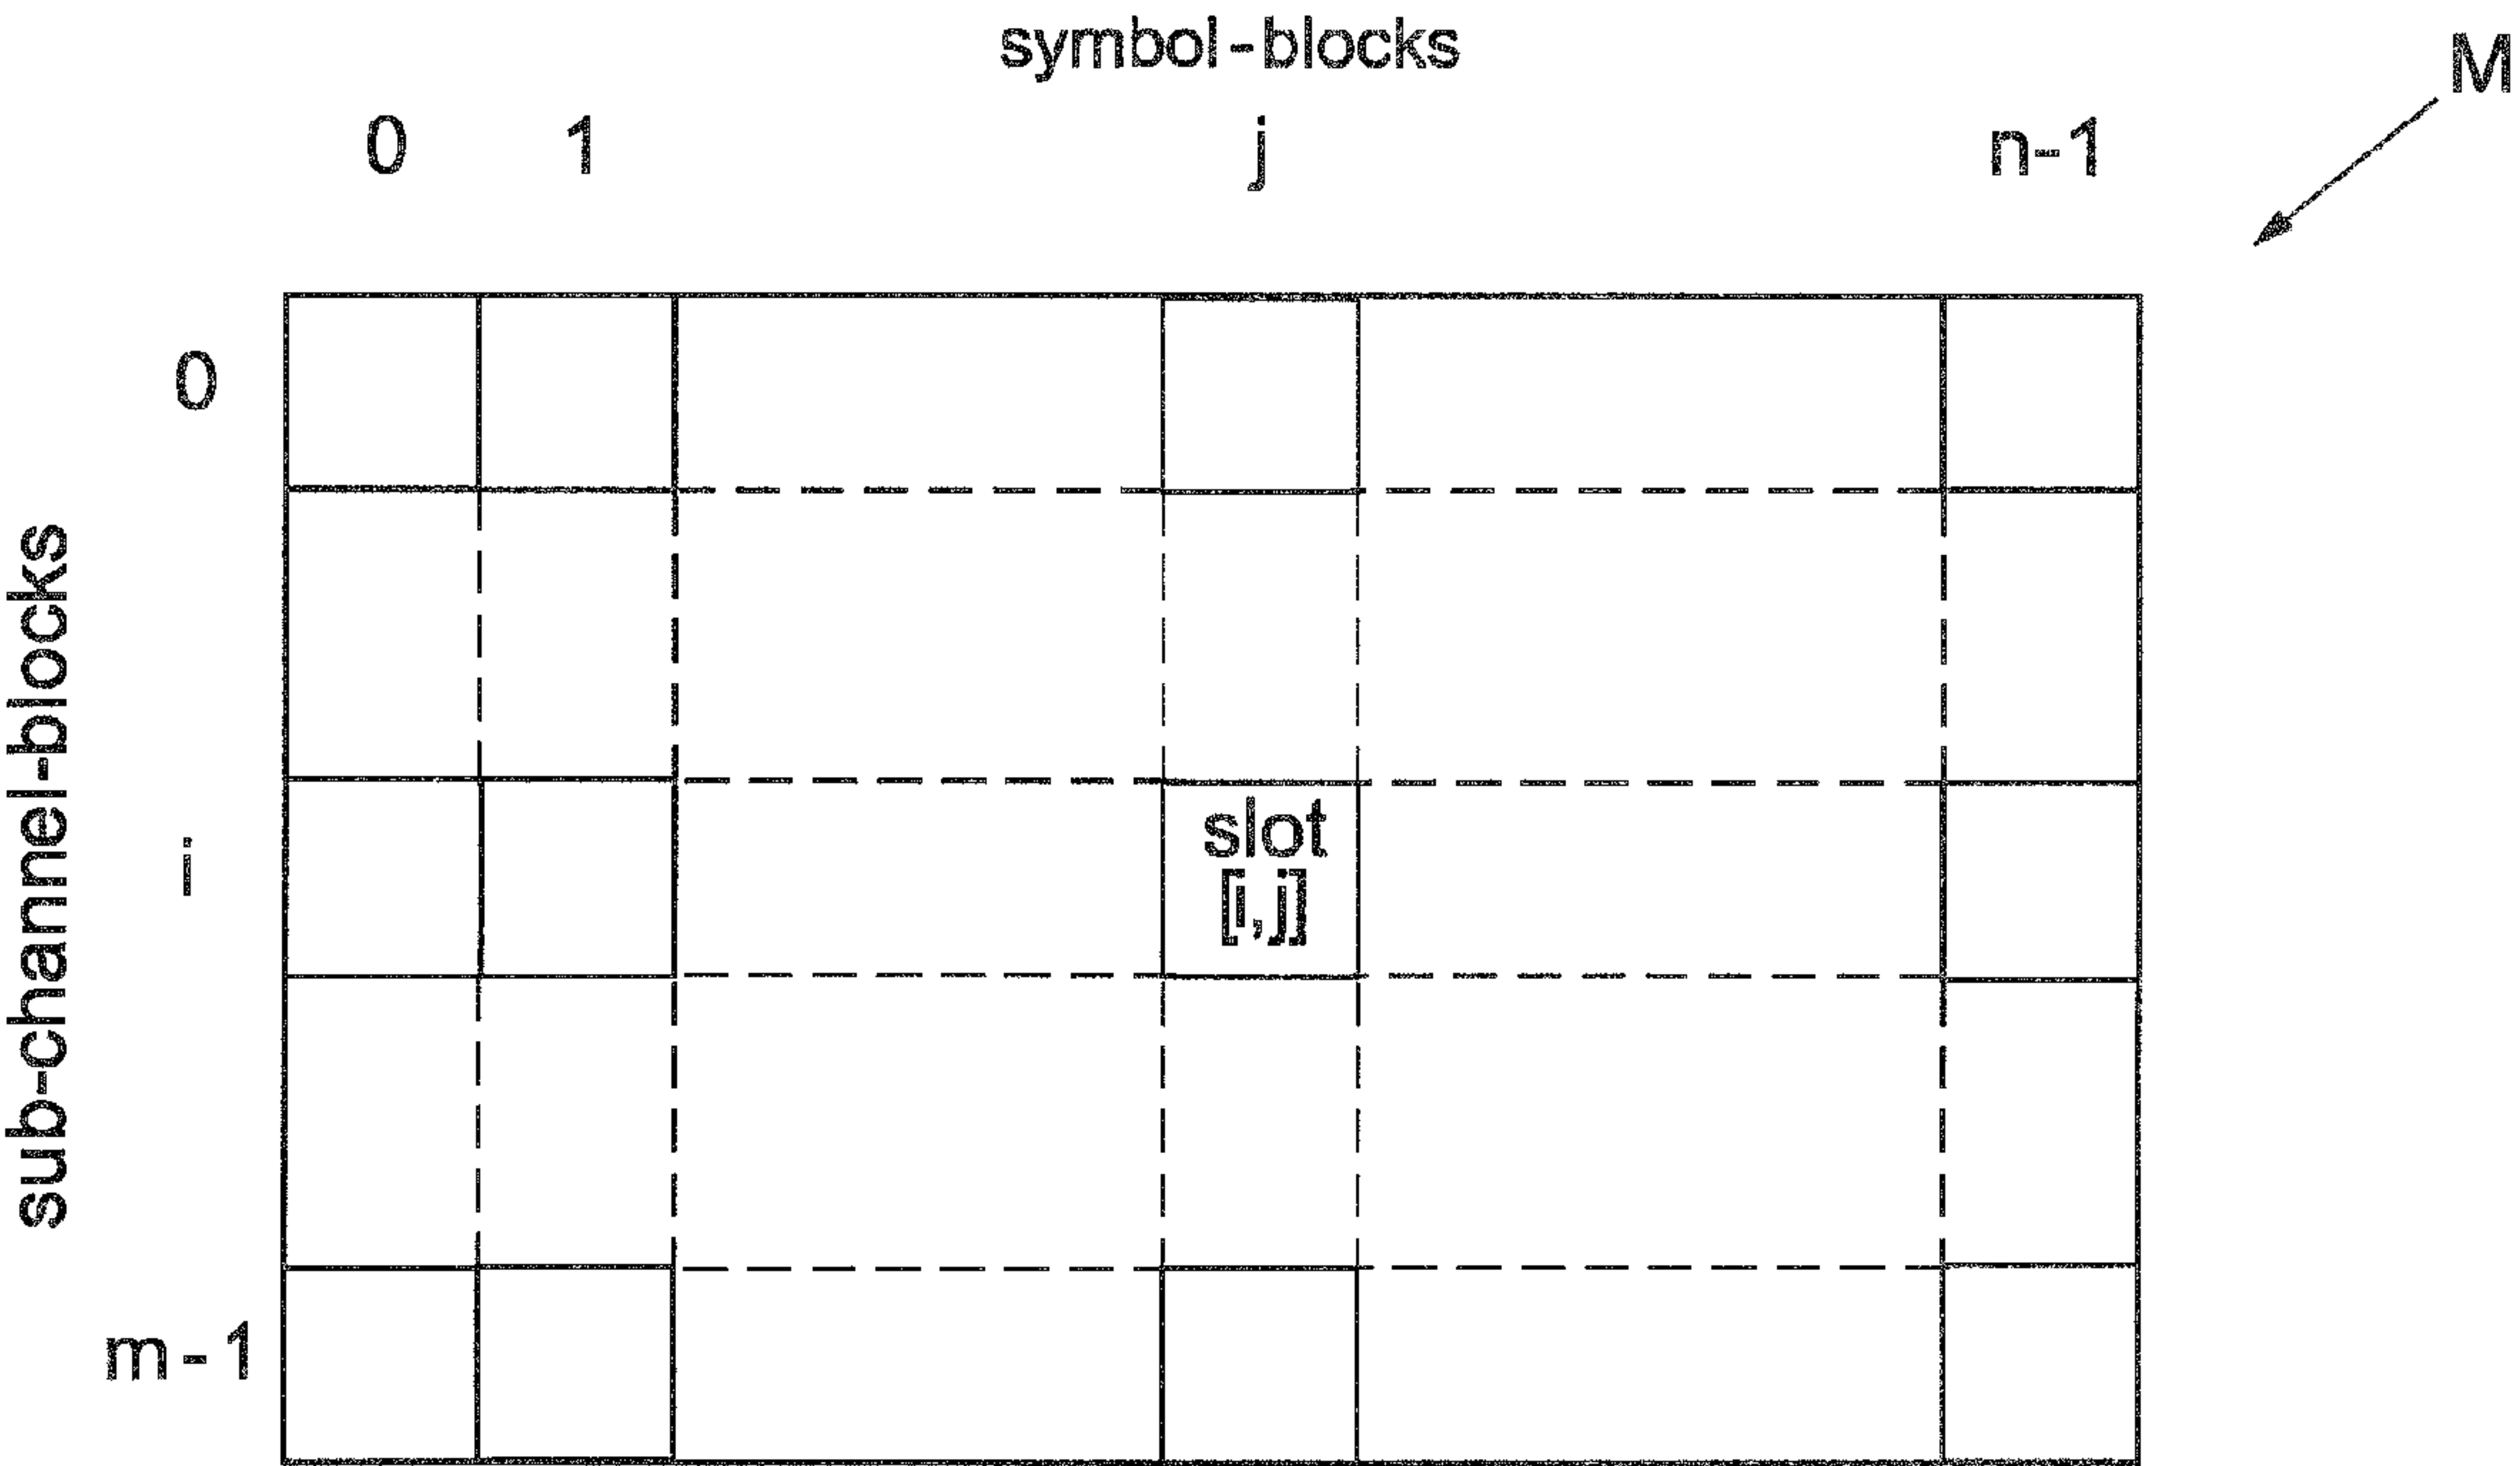 symbol-blocks
M
0 1 j n-1
0
sub-channel-blocks
i
slot
[i,j]
m-1